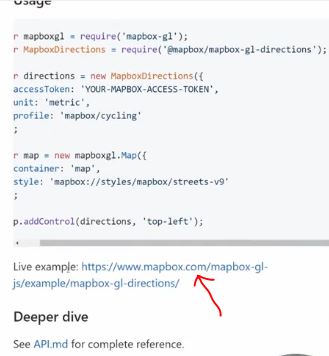 Usage
r mapboxgl = require('mapbox-gl');
r MapboxDirections = require('@mapbox/mapbox-gl-directions');
r directions = new MapboxDirections({
accessToken: 'YOUR-MAPBOX-ACCESS-TOKEN',
unit: 'metric',
profile: 'mapbox/cycling'
;
r map = new mapboxgl.Map({
container: 'map',
style: 'mapbox://styles/mapbox/streets-v9'
;
p.addControl(directions, 'top-left');
Live example: https://www.mapbox.com/mapbox-gl-
js/example/mapbox-gl-directions/
Deeper dive
See API.md for complete reference.